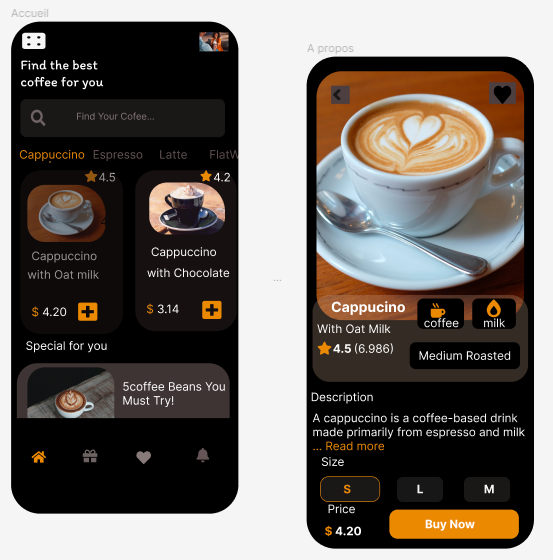 Accueil
Find the best
coffee for you
Find Your Cofee...
Cappuccino Espresso Latte FlatW
4.5
4.2
Cappuccino
with Oat milk
Cappuccino
with Chocolate
$ 4.20
$ 3.14
Special for you
5coffee Beans You
Must Try!
...
A propos
Cappucino
With Oat Milk
4.5 (6.986)
coffee
milk
Medium Roasted
Description
A cappuccino is a coffee-based drink
made primarily from espresso and milk
... Read more
Size
S L M
Price
$ 4.20
Buy Now